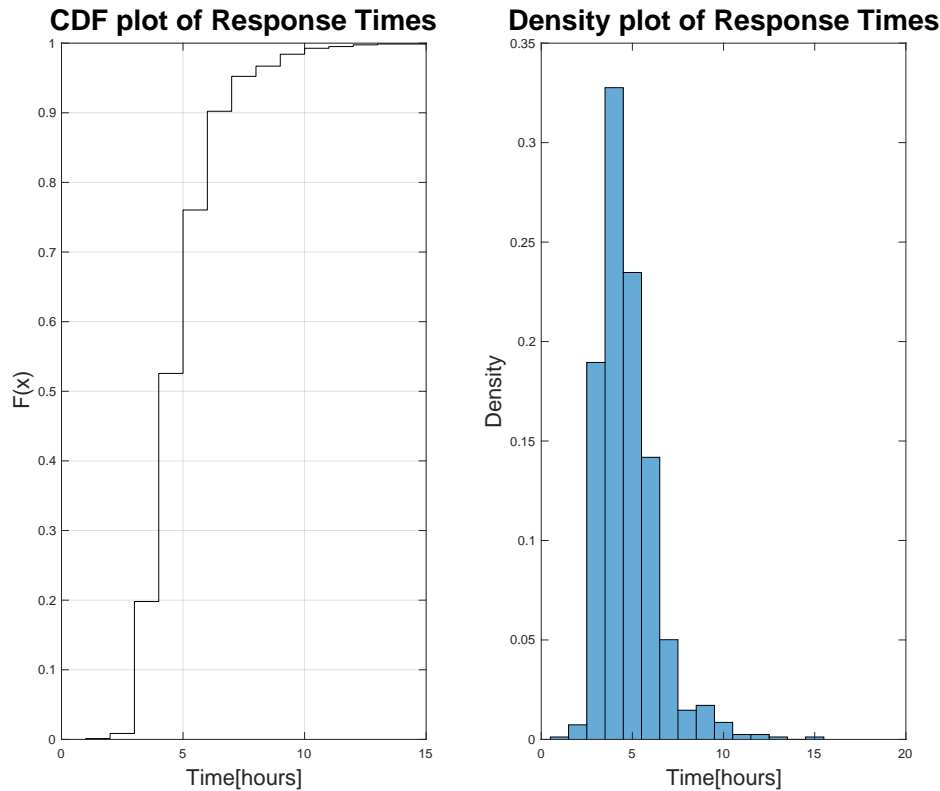 CDF plot of Response Times
1
0.9
0.8
0.7
0.6
0.5
0.4
0.3
0.2
0.1
0
F(x)
0 5 10 15
Time[hours]
Density plot of Response Times
0.35
0.3
0.25
0.2
0.15
0.1
0.05
0
Density
0 5 10 15 20
Time[hours]